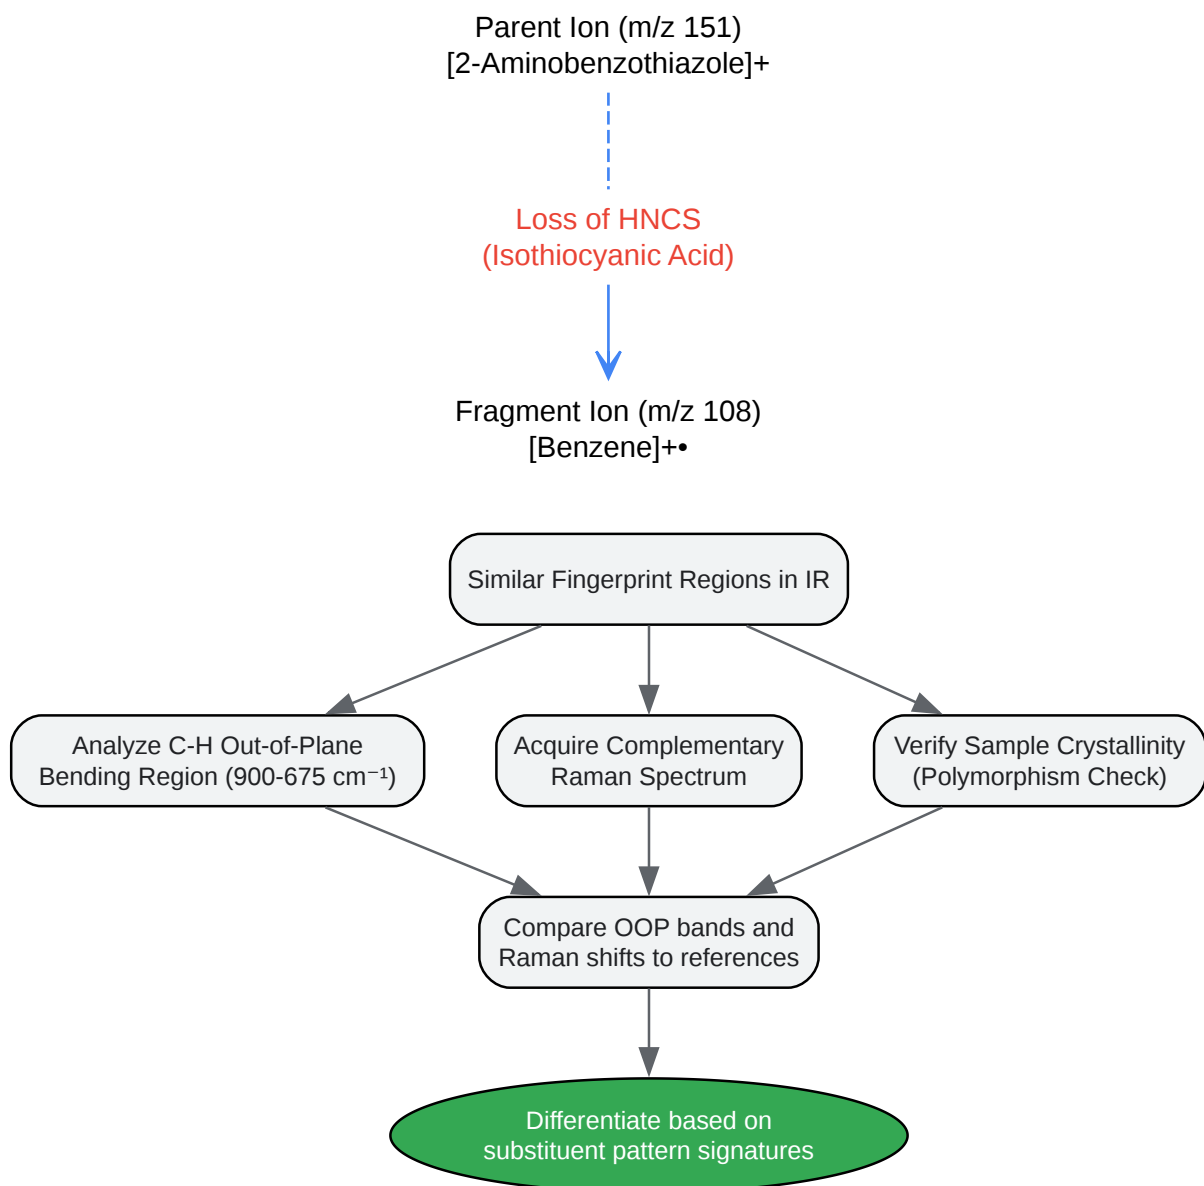 Parent Ion (m/z 151)
[2-Aminobenzothiazole]+
Loss of HNCS
(Isothiocyanic Acid)
Fragment Ion (m/z 108)
[Benzene]+•
Similar Fingerprint Regions in IR
Analyze C-H Out-of-Plane
Bending Region (900-675 cm⁻¹)
Acquire Complementary
Raman Spectrum
Verify Sample Crystallinity
(Polymorphism Check)
Compare OOP bands and
Raman shifts to references
Differentiate based on
substituent pattern signatures